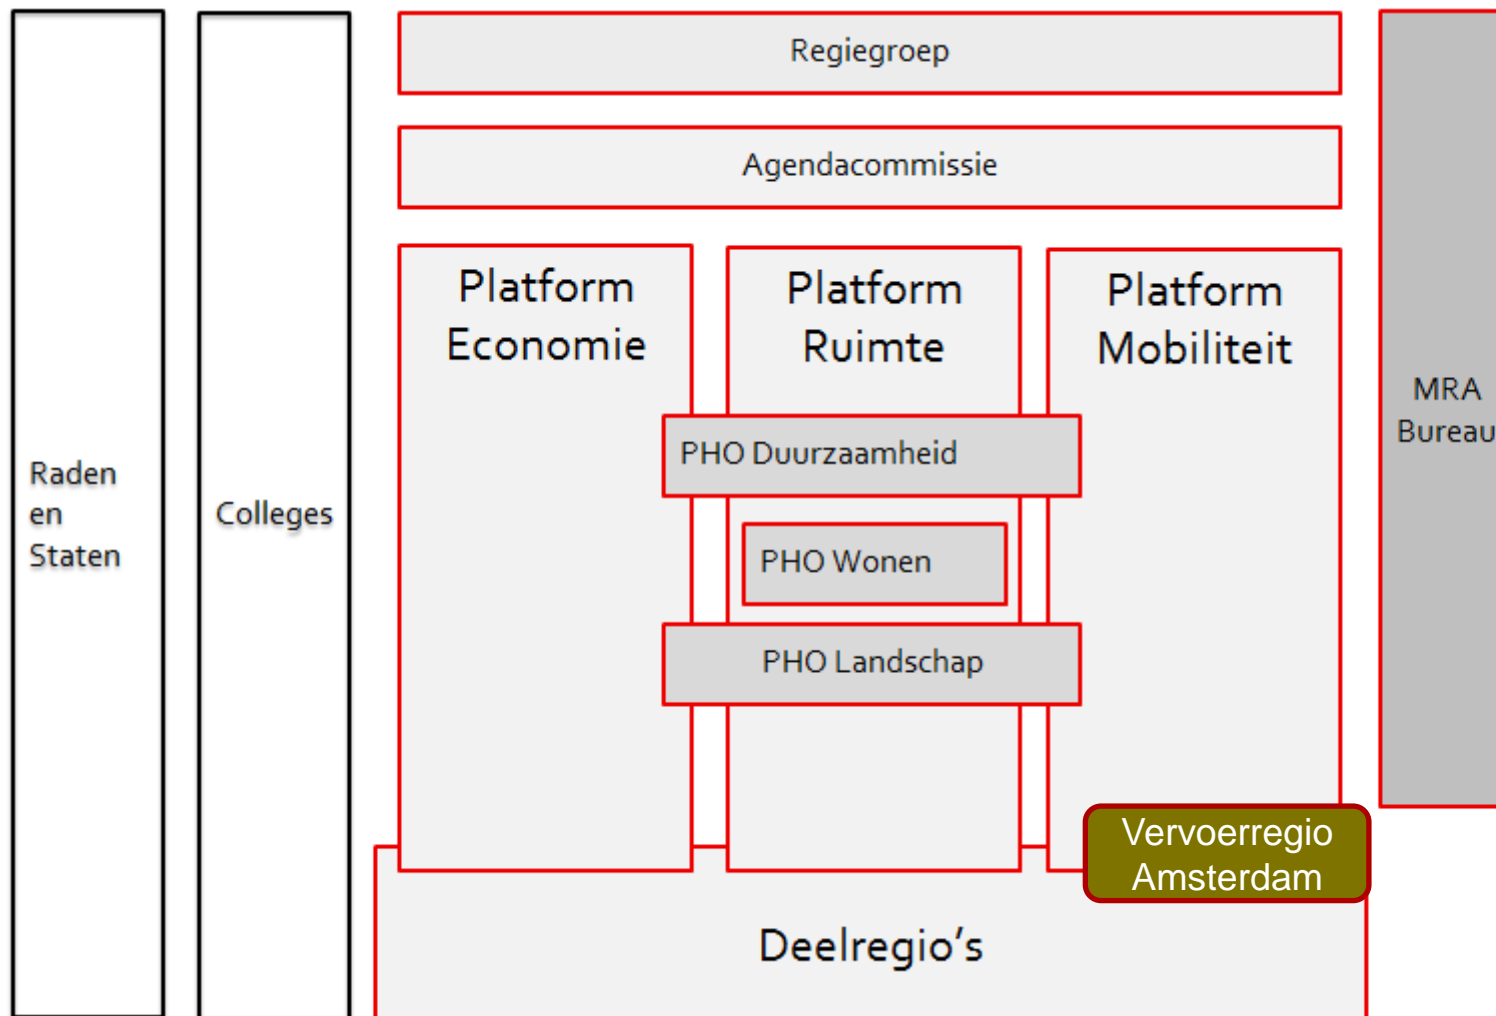 Raden
en
Staten
Colleges
Regiegroep
Agendacommissie
Platform
Economie
Platform
Ruimte
Platform
Mobiliteit
PHO Duurzaamheid
PHO Wonen
PHO Landschap
Vervoerregio
Amsterdam
Deelregio's
MRA
Bureau